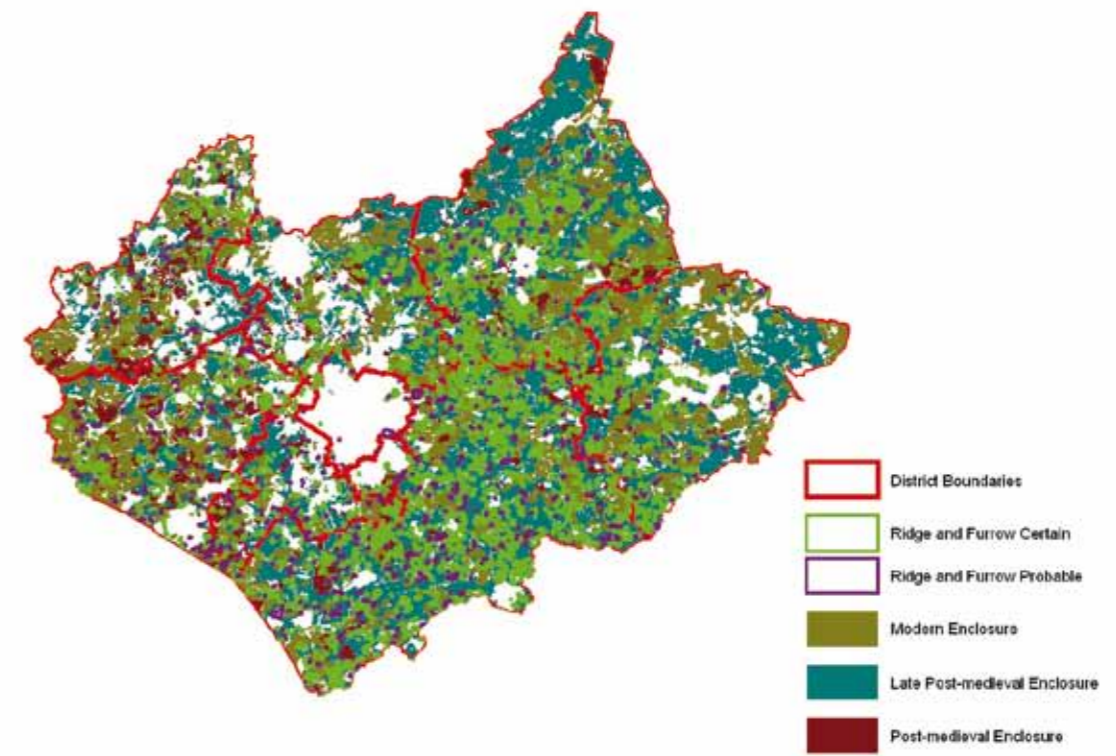 District Boundaries
Ridge and Furrow Certain
Ridge and Furrow Probable
Modern Enclosure
Late Post-medieval Enclosure
Post-medieval Enclosure